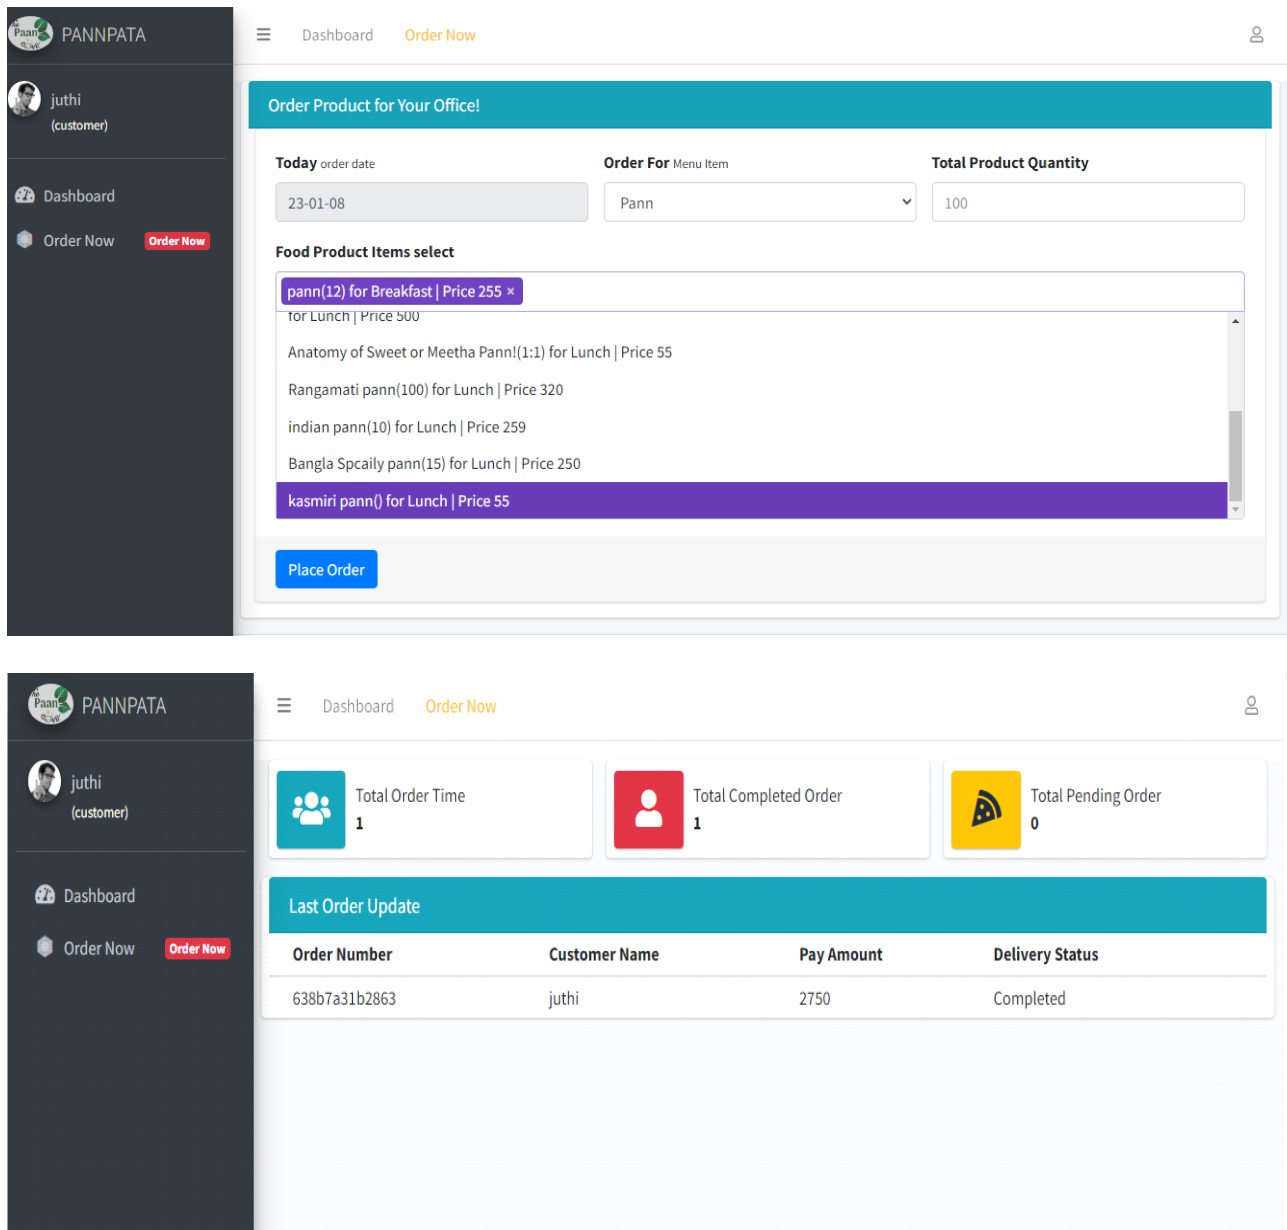 PANNPATA
Dashboard Order Now
juthi
(customer)
Dashboard
Order Now Order Now
Order Product for Your Office!
Today order date Order For Menu Item Total Product Quantity
23-01-08 Pann 100
Food Product Items select
pann(12) for Breakfast | Price 255 ×
for Lunch | Price 500
Anatomy of Sweet or Meetha Pann!(1:1) for Lunch | Price 55
Rangamati pann(100) for Lunch | Price 320
indian pann(10) for Lunch | Price 259
Bangla Spcaily pann(15) for Lunch | Price 250
kasmiri pann() for Lunch | Price 55
Place Order
PANNPATA
Dashboard Order Now
juthi
(customer)
Dashboard
Order Now Order Now
Total Order Time
1
Total Completed Order
1
Total Pending Order
0
Last Order Update
Order Number Customer Name Pay Amount Delivery Status
638b7a31b2863 juthi 2750 Completed